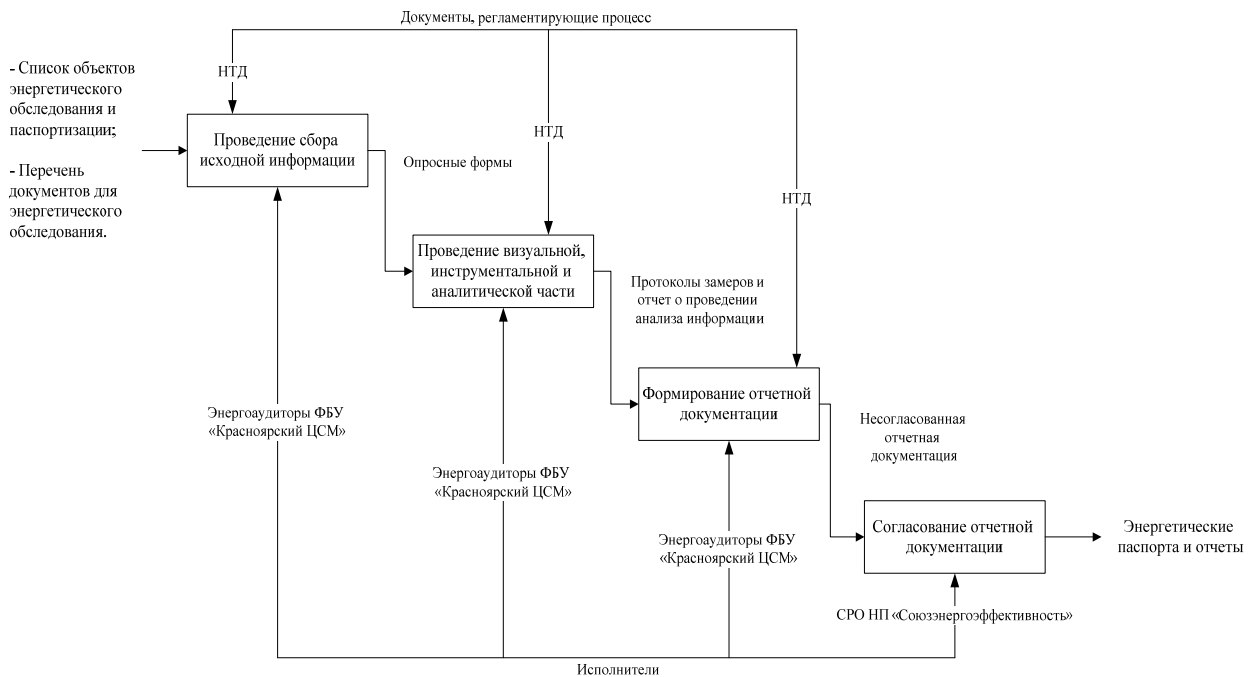 Документы, регламентирующие процесс
- Список объектов
энергетического
обследования и
паспортизации;
- Перечень
документов для
энергетического
обследования.
НТД
НТД
НТД
Проведение сбора
исходной информации
Опросные формы
Проведение визуальной,
инструментальной и
аналитической части
Протоколы замеров и
отчет о проведении
анализа информации
Формирование отчетной
документации
Несогласованная
отчетная
документация
Согласование отчетной
документации
Энергетические
паспорта и отчеты
Энергоаудиторы ФБУ
«Красноярский ЦСМ»
Энергоаудиторы ФБУ
«Красноярский ЦСМ»
Энергоаудиторы ФБУ
«Красноярский ЦСМ»
СРО НП «Союзэнергоэффективность»
Исполнители